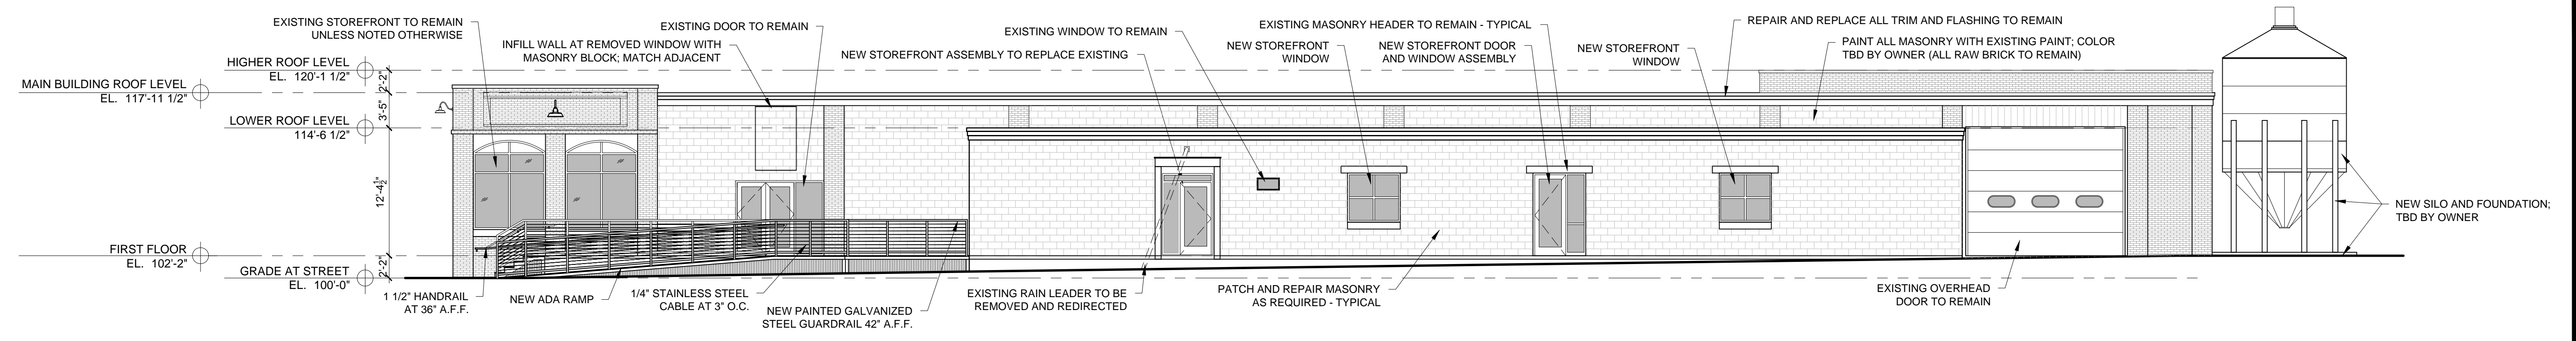 EXISTING STOREFRONT TO REMAIN
UNLESS NOTED OTHERWISE
INFILL WALL AT REMOVED WINDOW WITH
MASONRY BLOCK; MATCH ADJACENT
EXISTING DOOR TO REMAIN
NEW STOREFRONT ASSEMBLY TO REPLACE EXISTING
EXISTING WINDOW TO REMAIN
NEW STOREFRONT
WINDOW
EXISTING MASONRY HEADER TO REMAIN - TYPICAL
NEW STOREFRONT DOOR
AND WINDOW ASSEMBLY
NEW STOREFRONT
WINDOW
REPAIR AND REPLACE ALL TRIM AND FLASHING TO REMAIN
PAINT ALL MASONRY WITH EXISTING PAINT; COLOR
TBD BY OWNER (ALL RAW BRICK TO REMAIN)
HIGHER ROOF LEVEL
EL. 120'-1 1/2"
MAIN BUILDING ROOF LEVEL
EL. 117'-11 1/2"
LOWER ROOF LEVEL
114'-6 1/2"
FIRST FLOOR
EL. 102'-2"
GRADE AT STREET
EL. 100'-0"
2'-2"
3'-5"
12'-4½"
2'-2"
1 1/2" HANDRAIL
AT 36" A.F.F.
NEW ADA RAMP
1/4" STAINLESS STEEL
CABLE AT 3" O.C.
NEW PAINTED GALVANIZED
STEEL GUARDRAIL 42" A.F.F.
EXISTING RAIN LEADER TO BE
REMOVED AND REDIRECTED
PATCH AND REPAIR MASONRY
AS REQUIRED - TYPICAL
EXISTING OVERHEAD
DOOR TO REMAIN
NEW SILO AND FOUNDATION;
TBD BY OWNER